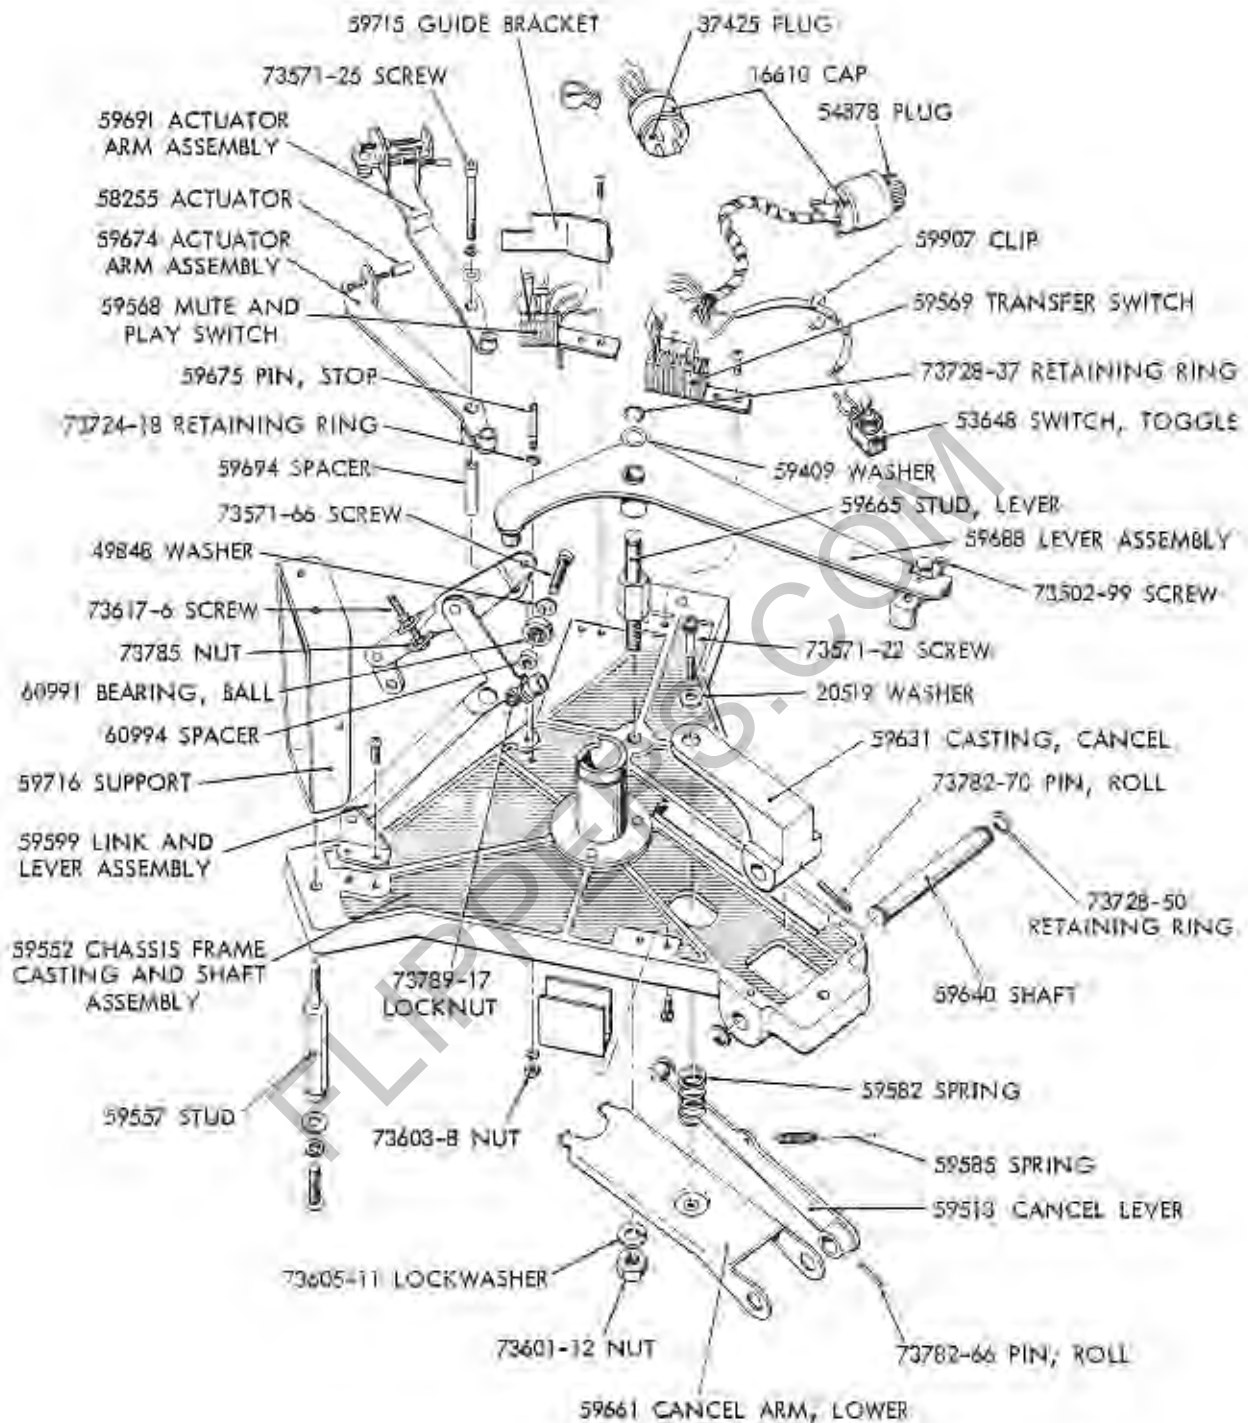 59715 GUIDE BRACKET
37425 PLUG
73571-25 SCREW
16610 CAP
54378 PLUG
59691 ACTUATOR
ARM ASSEMBLY
58255 ACTUATOR
59674 ACTUATOR
ARM ASSEMBLY
59907 CLIP
59568 MUTE AND
PLAY SWITCH
59569 TRANSFER SWITCH
59675 PIN, STOP
73728-37 RETAINING RING
73724-18 RETAINING RING
53648 SWITCH, TOGGLE
59694 SPACER
59409 WASHER
73571-66 SCREW
59665 STUD, LEVER
49848 WASHER
59688 LEVER ASSEMBLY
73617-6 SCREW
73502-99 SCREW
73785 NUT
73571-22 SCREW
60991 BEARING, BALL
20519 WASHER
60994 SPACER
59631 CASTING, CANCEL
59716 SUPPORT
73782-70 PIN, ROLL
59599 LINK AND
LEVER ASSEMBLY
73728-50
RETAINING RING
59552 CHASSIS FRAME
CASTING AND SHAFT
ASSEMBLY
73789-17
LOCKNUT
59640 SHAFT
59557 STUD
73603-8 NUT
59582 SPRING
59585 SPRING
59513 CANCEL LEVER
73605-11 LOCKWASHER
73601-12 NUT
73782-66 PIN, ROLL
59661 CANCEL ARM, LOWER
FLIPPERS.COM